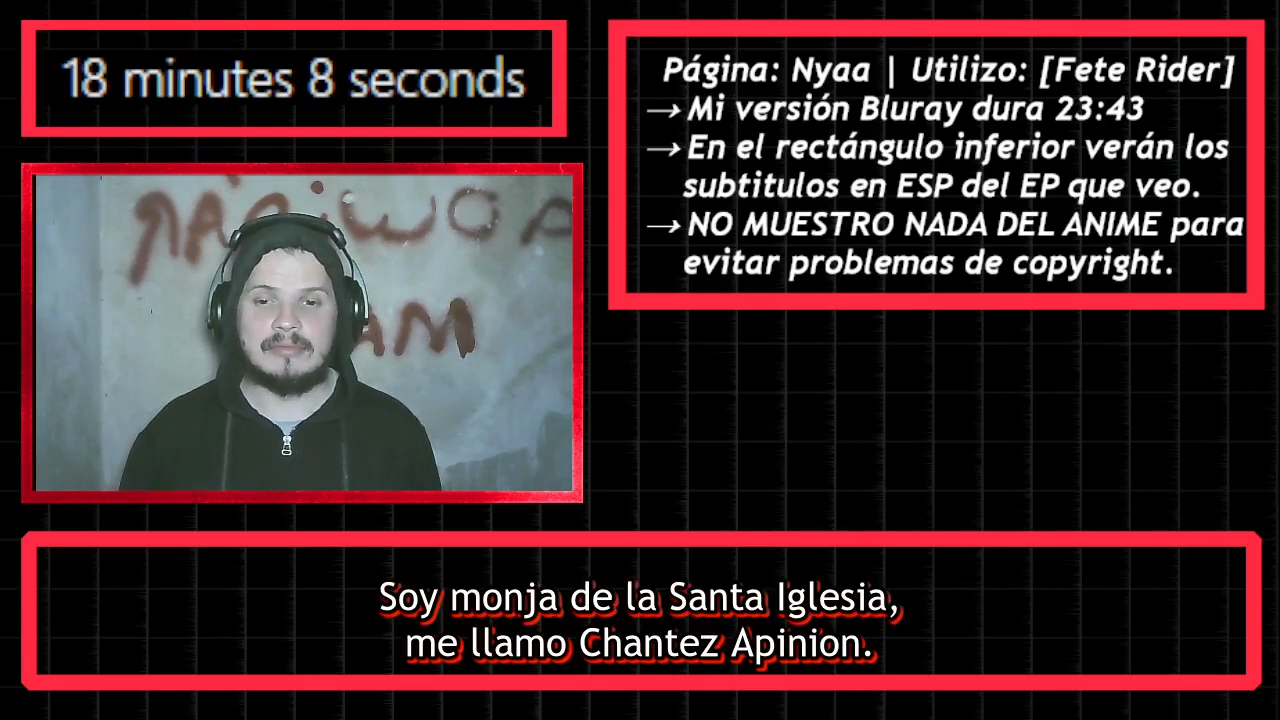 18 minutes 8 seconds
Página: Nyaa | Utilizo: [Fete Rider]
→ Mi versión Bluray dura 23:43
→ En el rectángulo inferior verán los
subtitulos en ESP del EP que veo.
→ NO MUESTRO NADA DEL ANIME para
evitar problemas de copyright.
Soy monja de la Santa Iglesia,
me llamo Chantez Apinion.